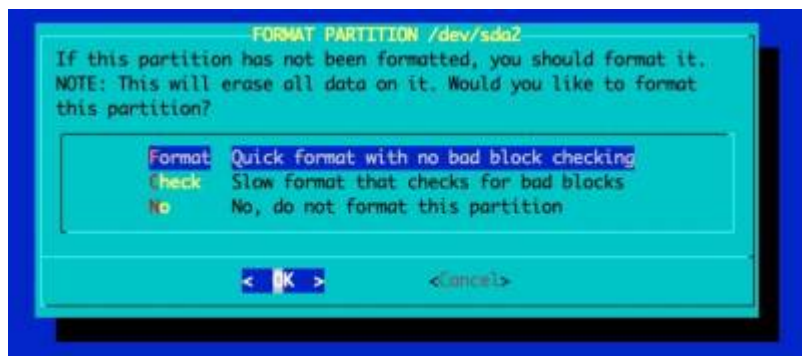 FORMAT PARTITION /dev/sda2
If this partition has not been formatted, you should format it.
NOTE: This will erase all data on it. Would you like to format
this partition?
Format Quick format with no bad block checking
Check Slow format that checks for bad blocks
No No, do not format this partition
< OK > <Cancel>